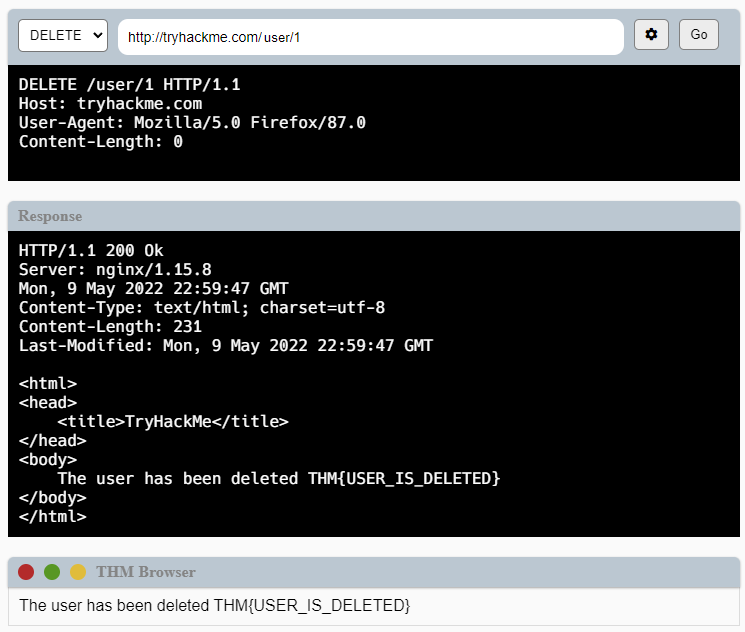 DELETE http://tryhackme.com/user/1 Go
DELETE /user/1 HTTP/1.1
Host: tryhackme.com
User-Agent: Mozilla/5.0 Firefox/87.0
Content-Length: 0
Response
HTTP/1.1 200 Ok
Server: nginx/1.15.8
Mon, 9 May 2022 22:59:47 GMT
Content-Type: text/html; charset=utf-8
Content-Length: 231
Last-Modified: Mon, 9 May 2022 22:59:47 GMT
<html>
<head>
    <title>TryHackMe</title>
</head>
<body>
    The user has been deleted THM{USER_IS_DELETED}
</body>
</html>
THM Browser
The user has been deleted THM{USER_IS_DELETED}